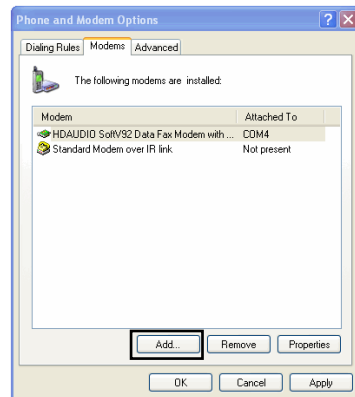 Phone and Modem Options
Dialing Rules Modems Advanced
The following modems are installed:
Modem Attached To
HDAUDIO SoftV92 Data Fax Modem with ... COM4
Standard Modem over IR link Not present
Add... Remove Properties
OK Cancel Apply